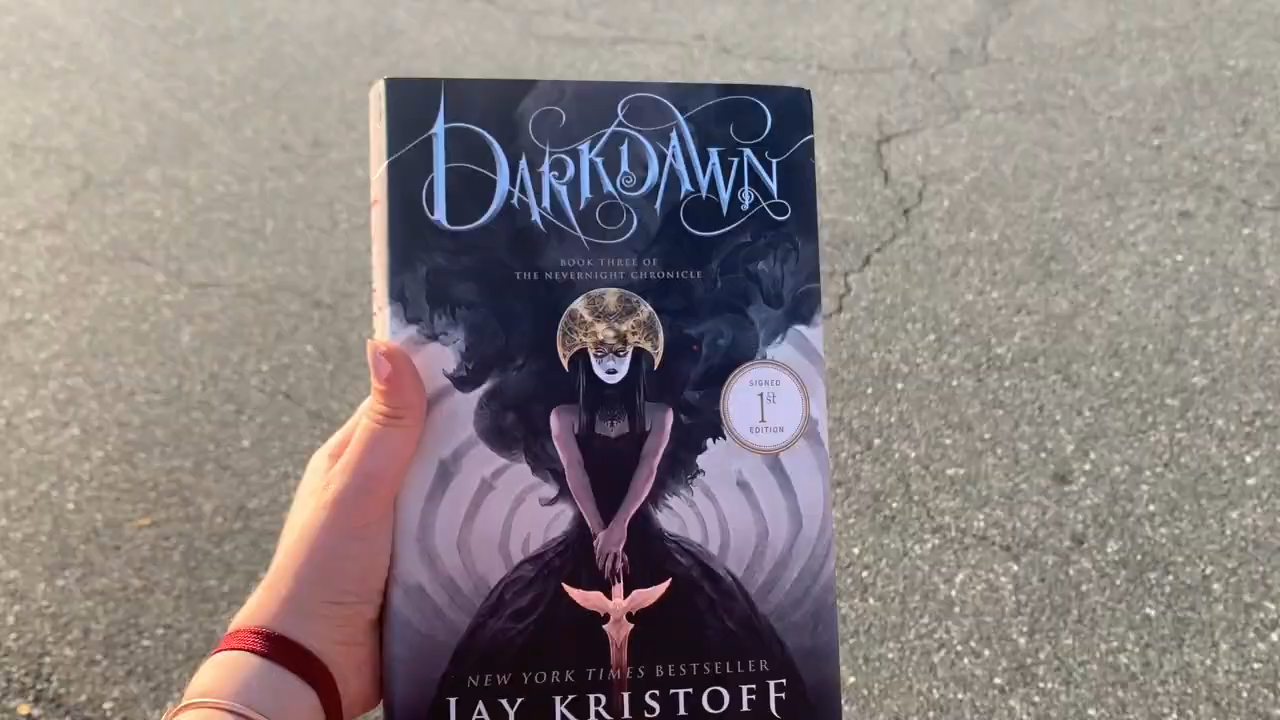 DARKDAWN
BOOK THREE OF
THE NEVERNIGHT CHRONICLE
SIGNED
1st
EDITION
NEW YORK TIMES BESTSELLER
JAY KRISTOFF